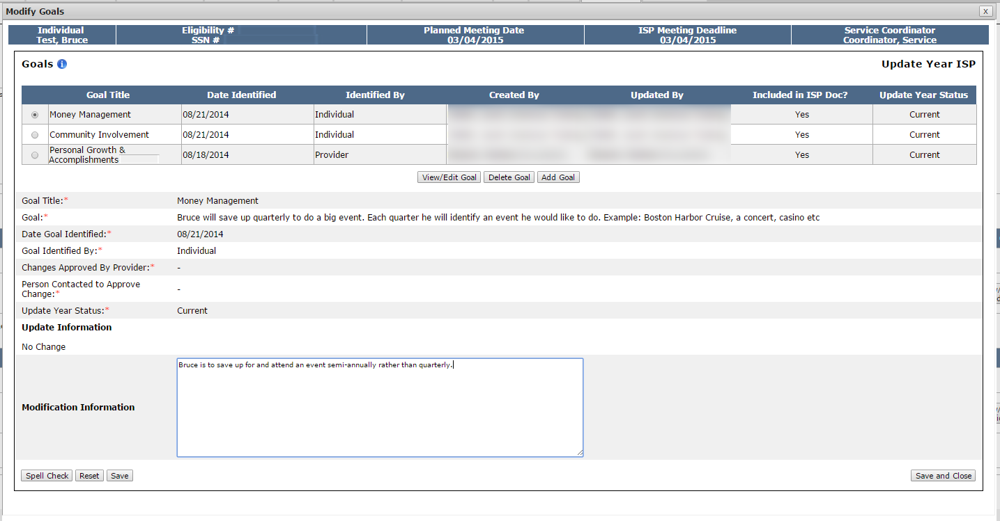 Modify Goals
X
Individual
Test, Bruce
Eligibility #
SSN #
Planned Meeting Date
03/04/2015
ISP Meeting Deadline
03/04/2015
Service Coordinator
Coordinator, Service
Goals i
Update Year ISP
Goal Title Date Identified Identified By Created By Updated By Included in ISP Doc? Update Year Status
Money Management 08/21/2014 Individual Yes Current
Community Involvement 08/21/2014 Individual Yes Current
Personal Growth &
Accomplishments 08/18/2014 Provider Yes Current
View/Edit Goal Delete Goal Add Goal
Goal Title:* Money Management
Goal:* Bruce will save up quarterly to do a big event. Each quarter he will identify an event he would like to do. Example: Boston Harbor Cruise, a concert, casino etc
Date Goal Identified:* 08/21/2014
Goal Identified By:* Individual
Changes Approved By Provider:* -
Person Contacted to Approve
Change:* -
Update Year Status:* Current
Update Information
No Change
Bruce is to save up for and attend an event semi-annually rather than quarterly.
Modification Information
Spell Check Reset Save Save and Close